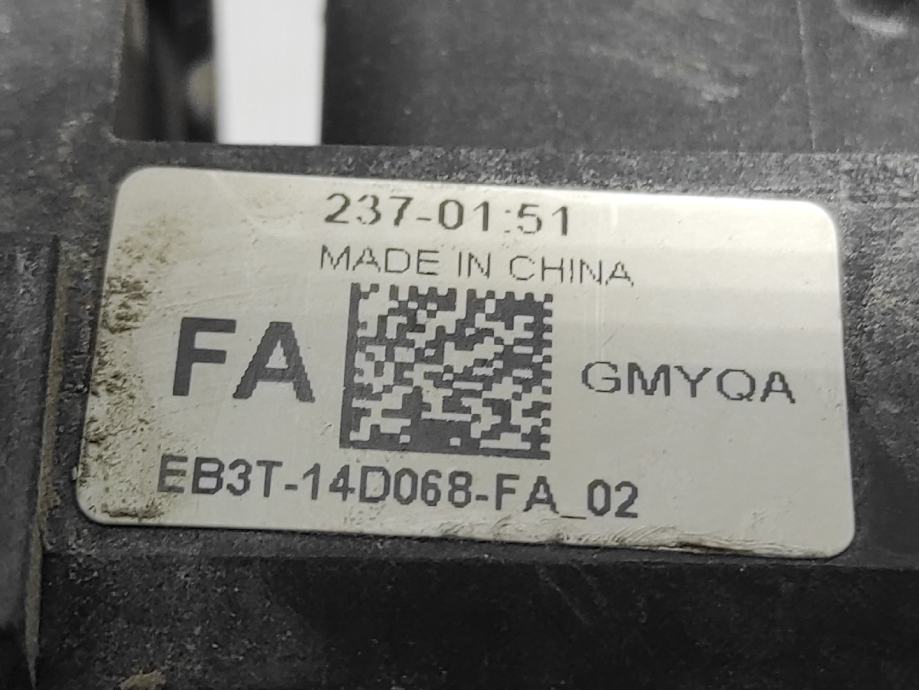 237-01:51
MADE IN CHINA
FA
GMYQA
EB3T-14D068-FA_02